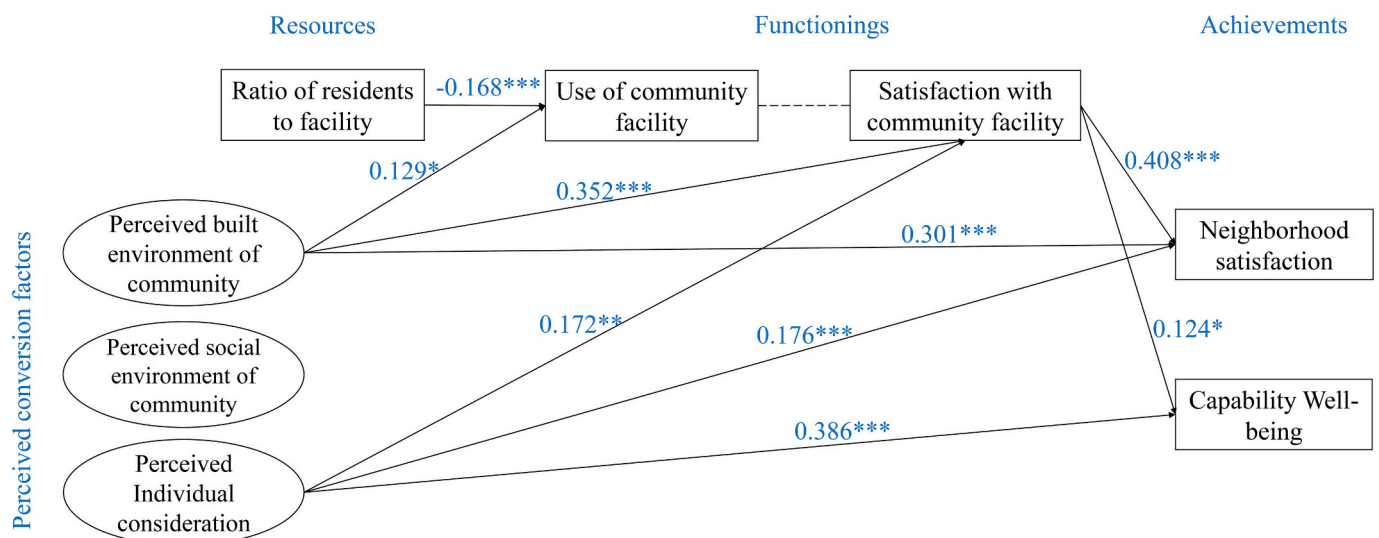 Resources
Functionings
Achievements
Ratio of residents
to facility
-0.168***
Use of community
facility
Satisfaction with
community facility
0.129*
0.352***
0.408***
Perceived conversion factors
Perceived built
environment of
community
0.301***
Neighborhood
satisfaction
0.172**
0.176***
0.124*
Perceived social
environment of
community
Capability Well-
being
0.386***
Perceived
Individual
consideration